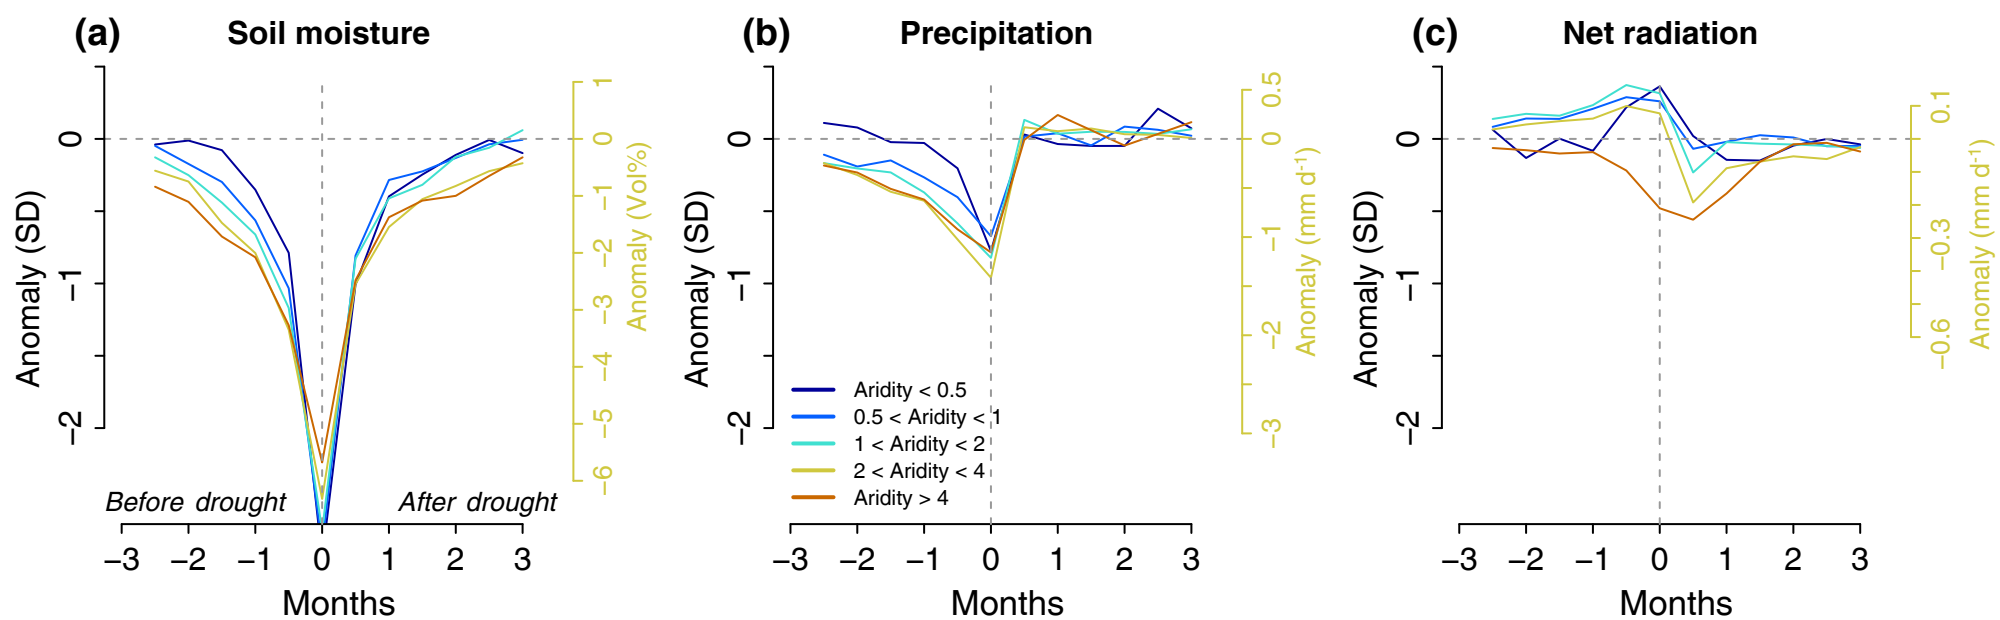 (a) Soil moisture
0
−1
−2
Anomaly (SD)
1
0
−1
−2
−3
−4
−5
−6
Anomaly (Vol%)
Before drought
After drought
−3 −2 −1 0 1 2 3
Months
(b) Precipitation
0
−1
−2
Anomaly (SD)
0.5
0
−1
−2
−3
Anomaly (mm d⁻¹)
Aridity < 0.5
0.5 < Aridity < 1
1 < Aridity < 2
2 < Aridity < 4
Aridity > 4
−3 −2 −1 0 1 2 3
Months
(c) Net radiation
0
−1
−2
Anomaly (SD)
0.1
−0.3
−0.6
Anomaly (mm d⁻¹)
−3 −2 −1 0 1 2 3
Months